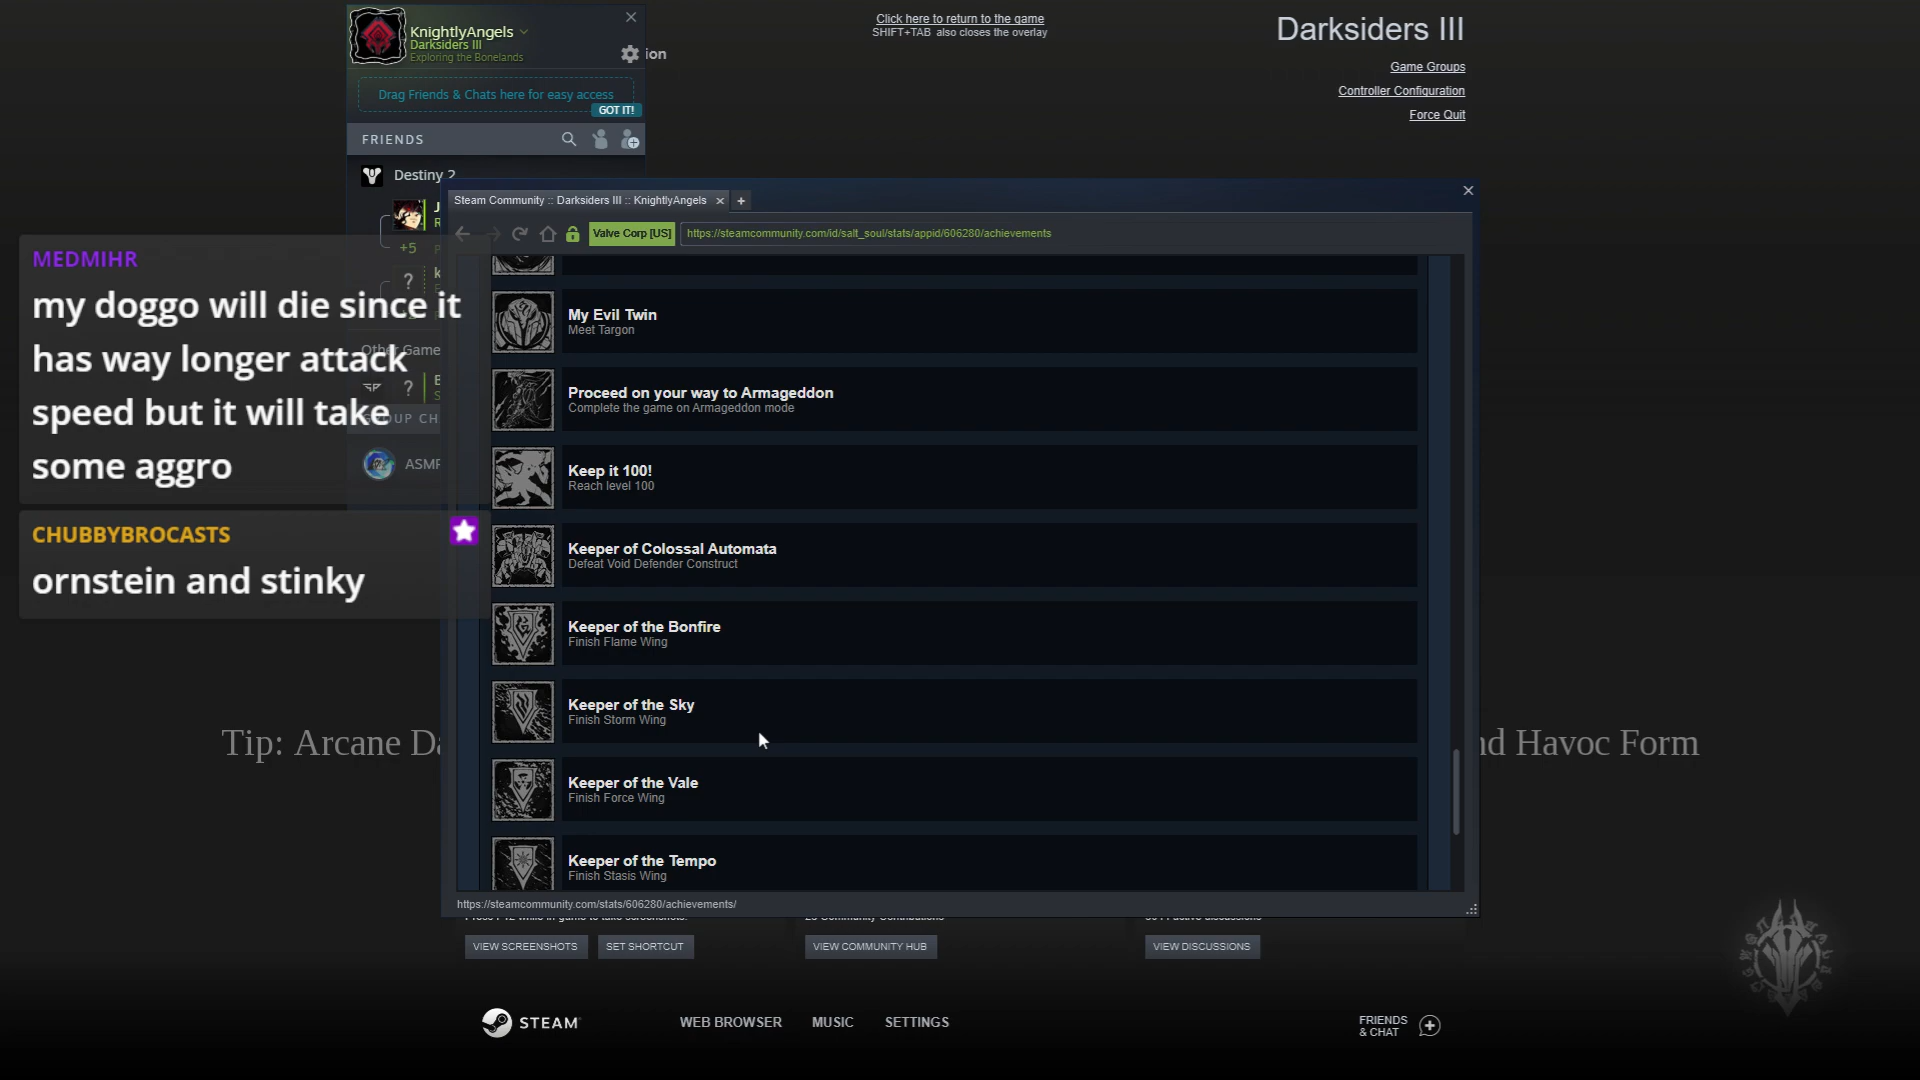 KnightlyAngels
Darksiders III
Exploring the Bonelands
ion
Drag Friends & Chats here for easy access
GOT IT!
FRIENDS
Destiny 2
+5
Other Game
ASMR
Click here to return to the game
SHIFT+TAB also closes the overlay
Darksiders III
Game Groups
Controller Configuration
Force Quit
MEDMIHR
my doggo will die since it
has way longer attack
speed but it will take
some aggro
CHUBBYBROCASTS
ornstein and stinky
Steam Community :: Darksiders III :: KnightlyAngels
Valve Corp [US]
https://steamcommunity.com/id/salt_soul/stats/appid/606280/achievements
My Evil Twin
Meet Targon
Proceed on your way to Armageddon
Complete the game on Armageddon mode
Keep it 100!
Reach level 100
Keeper of Colossal Automata
Defeat Void Defender Construct
Keeper of the Bonfire
Finish Flame Wing
Keeper of the Sky
Finish Storm Wing
Keeper of the Vale
Finish Force Wing
Keeper of the Tempo
Finish Stasis Wing
https://steamcommunity.com/stats/606280/achievements/
Tip: Arcane Da
nd Havoc Form
VIEW SCREENSHOTS
SET SHORTCUT
VIEW COMMUNITY HUB
VIEW DISCUSSIONS
STEAM
WEB BROWSER
MUSIC
SETTINGS
FRIENDS
& CHAT